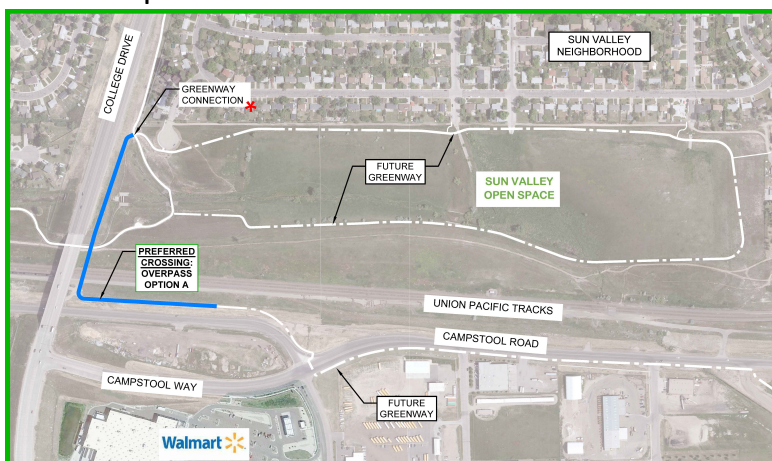 COLLEGE DRIVE
SUN VALLEY
NEIGHBORHOOD
GREENWAY
CONNECTION
*
FUTURE
GREENWAY
SUN VALLEY
OPEN SPACE
PREFERRED
CROSSING:
OVERPASS
OPTION A
UNION PACIFIC TRACKS
CAMPSTOOL ROAD
CAMPSTOOL WAY
FUTURE
GREENWAY
Walmart